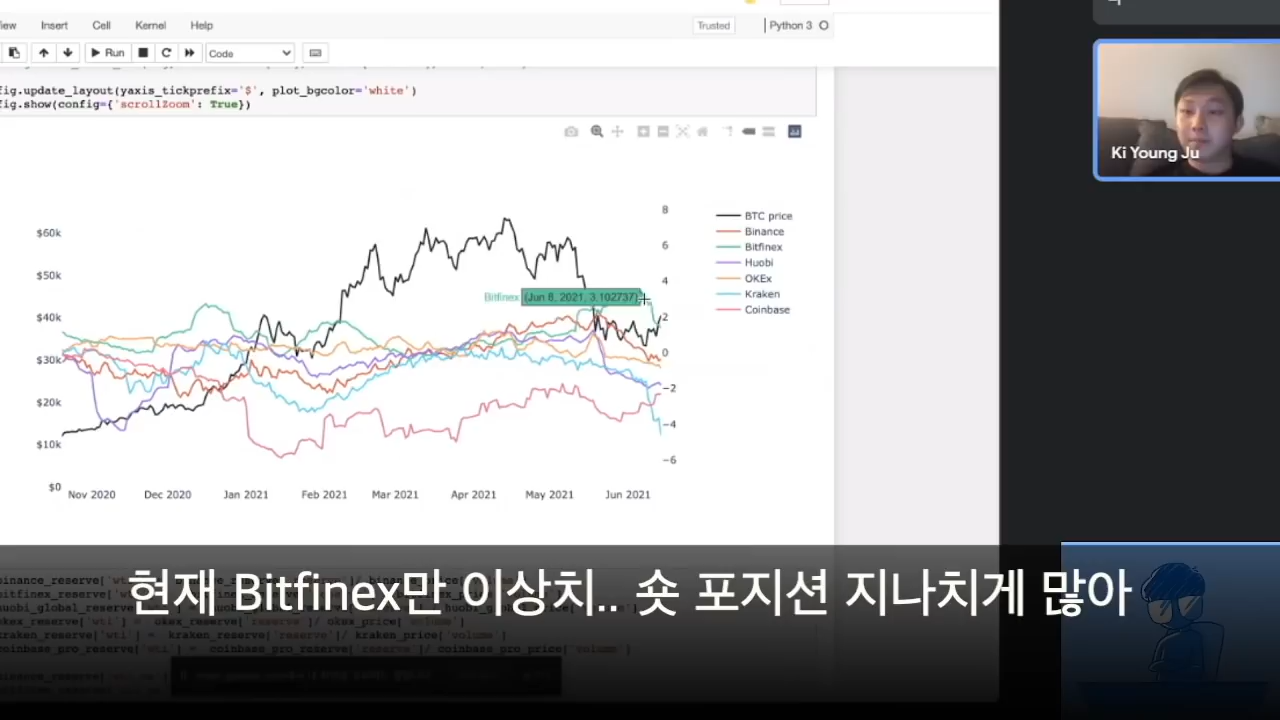 Insert Cell Kernel Help
Trusted Python 3
Run Code
fig.update_layout(yaxis_tickprefix='$', plot_bgcolor='white')
fig.show(config={'scrollZoom': True})
Ki Young Ju
$60k
$50k
$40k
$30k
$20k
$10k
$0
8
6
4
2
0
−2
−4
−6
Nov 2020 Dec 2020 Jan 2021 Feb 2021 Mar 2021 Apr 2021 May 2021 Jun 2021
BTC price
Binance
Bitfinex
Huobi
OKEx
Kraken
Coinbase
Bitfinex (Jun 8, 2021, 3.102737)
현재 Bitfinex만 이상치.. 숏 포지션 지나치게 많아